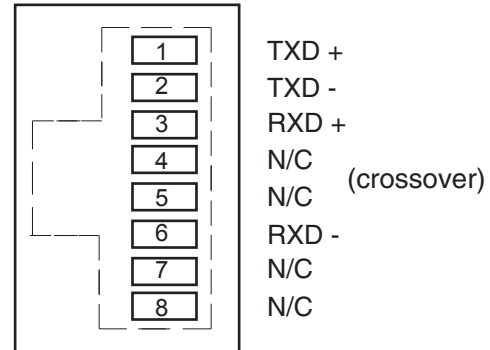 1 TXD +
2 TXD -
3 RXD +
4 N/C
(crossover)
5 N/C
6 RXD -
7 N/C
8 N/C